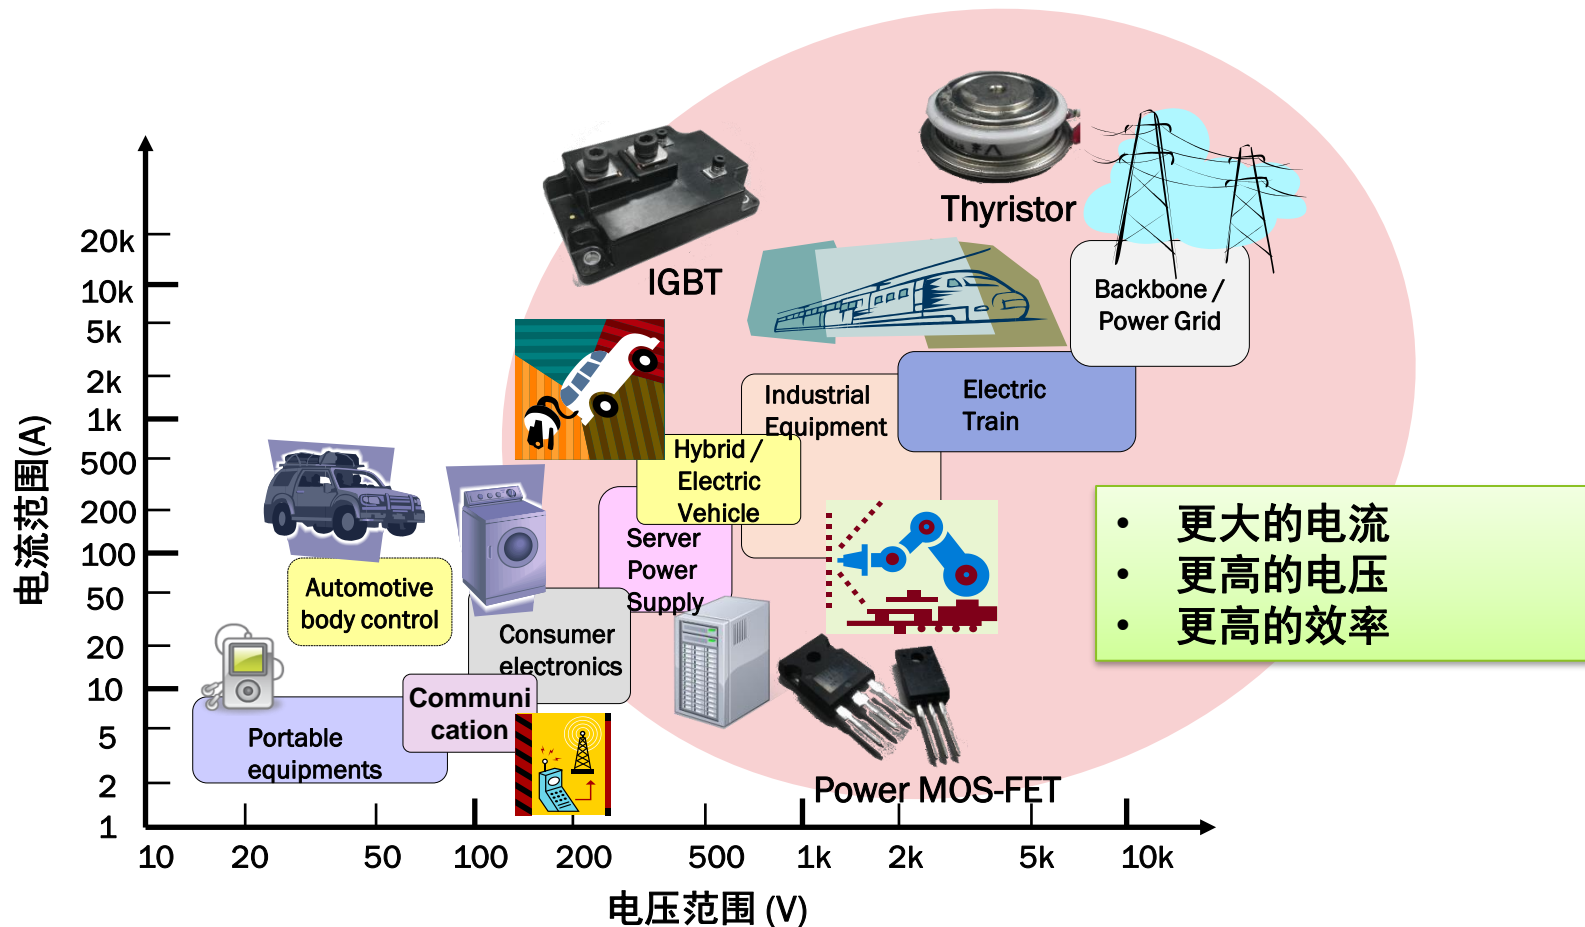 Thyristor
IGBT
Backbone /
Power Grid
Electric
Train
Industrial
Equipment
Hybrid /
Electric
Vehicle
Server
Power
Supply
Automotive
body control
Consumer
electronics
Communi
cation
Portable
equipments
Power MOS-FET
• 更大的电流
• 更高的电压
• 更高的效率
电流范围(A)
20k
10k
5k
2k
1k
500
200
100
50
20
10
5
2
1
10 20 50 100 200 500 1k 2k 5k 10k
电压范围 (V)